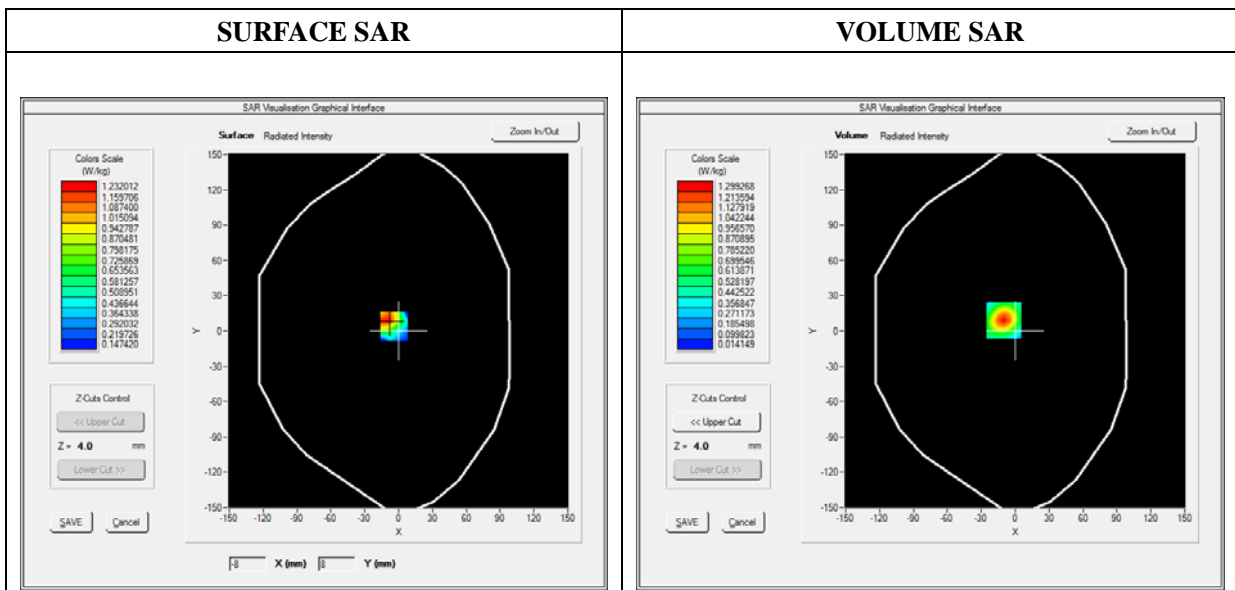 SURFACE SAR
VOLUME SAR
SAR Visualisation Graphical Interface
Surface Radiated Intensity
Zoom In/Out
Colors Scale
(W/kg)
1.232012
1.159706
1.087400
1.015094
0.942787
0.870481
0.798175
0.725869
0.653563
0.581257
0.508951
0.436644
0.364338
0.292032
0.219726
0.147420
Z-Cuts Control
<< Upper Cut
Z = 4.0 mm
Lower Cut >>
SAVE Cancel
150
120
90
60
30
0
-30
-60
-90
-120
-150
Y
-150 -120 -90 -60 -30 0 30 60 90 120 150
X
-8 X (mm) 8 Y (mm)
SAR Visualisation Graphical Interface
Volume Radiated Intensity
Zoom In/Out
Colors Scale
(W/kg)
1.299268
1.213594
1.127919
1.042244
0.956570
0.870895
0.785220
0.699546
0.613871
0.528197
0.442522
0.356847
0.271173
0.185498
0.099823
0.014149
Z-Cuts Control
<< Upper Cut
Z = 4.0 mm
Lower Cut >>
SAVE Cancel
150
120
90
60
30
0
-30
-60
-90
-120
-150
Y
-150 -120 -90 -60 -30 0 30 60 90 120 150
X